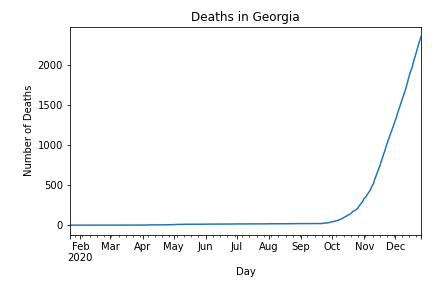 Deaths in Georgia
Number of Deaths
2000
1500
1000
500
0
Feb Mar Apr May Jun Jul Aug Sep Oct Nov Dec
2020
Day